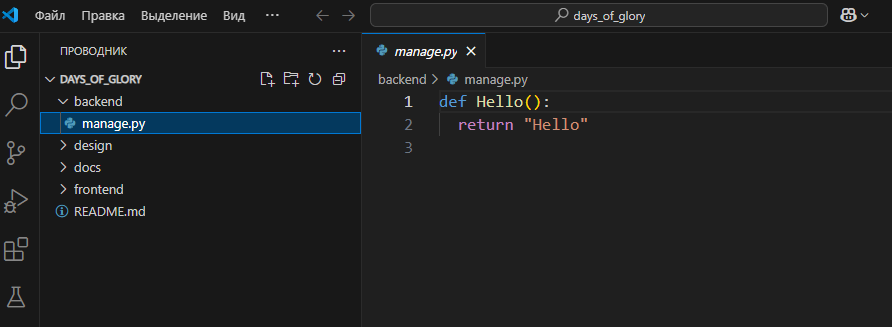 Файл Правка Выделение Вид ··· days_of_glory
ПРОВОДНИК ···
DAYS_OF_GLORY
backend
manage.py
design
docs
frontend
README.md
manage.py
backend > manage.py
1 def Hello():
2 return "Hello"
3